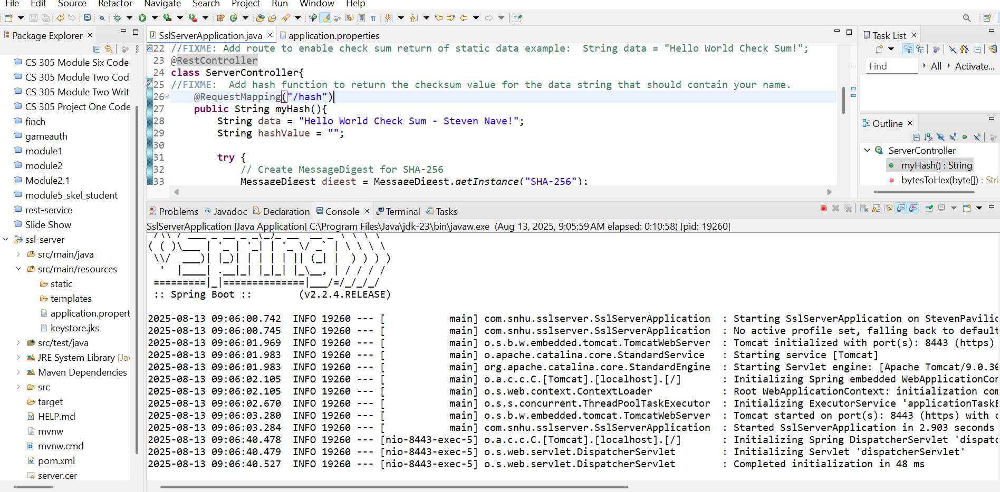 File Edit Source Refactor Navigate Search Project Run Window Help
Package Explorer
CS 305 Module Six Code
CS 305 Module Two Cod
CS 305 Module Two Writ
CS 305 Project One Code
finch
gameauth
module1
module2
Module2.1
module5_skel_student
rest-service
Slide Show
ssl-server
src/main/java
src/main/resources
static
templates
application.propert
keystore.jks
src/test/java
JRE System Library [Jav
Maven Dependencies
src
target
HELP.md
mvnw
mvnw.cmd
pom.xml
server.cer
SslServerApplication.java application.properties
22 //FIXME: Add route to enable check sum return of static data example:  String data = "Hello World Check Sum!";
23 @RestController
24 class ServerController{
25 //FIXME:  Add hash function to return the checksum value for the data string that should contain your name.
26     @RequestMapping("/hash")
27     public String myHash(){
28         String data = "Hello World Check Sum - Steven Nave!";
29         String hashValue = "";
30
31         try {
32             // Create MessageDigest for SHA-256
33             MessageDigest digest = MessageDigest.getInstance("SHA-256");
Task List
Find All Activate...
Outline
ServerController
myHash() : String
bytesToHex(byte[]) : Stri
Problems Javadoc Declaration Console Terminal Tasks
SslServerApplication [Java Application] C:\Program Files\Java\jdk-23\bin\javaw.exe (Aug 13, 2025, 9:05:59 AM elapsed: 0:10:58) [pid: 19260]
 /\\ / ___'_ __ _ _(_)_ __  __ _ \ \ \ \
( ( )\___ | '_ | '_| | '_ \/ _` | \ \ \ \
 \\/  ___)| |_)| | | | | || (_| |  ) ) ) )
  '  |____| .__|_| |_|_| |_\__, | / / / /
 =========|_|==============|___/=/_/_/_/
 :: Spring Boot ::        (v2.2.4.RELEASE)
2025-08-13 09:06:00.742  INFO 19260 --- [           main] com.snhu.sslserver.SslServerApplication  : Starting SslServerApplication on StevenPavilic
2025-08-13 09:06:00.745  INFO 19260 --- [           main] com.snhu.sslserver.SslServerApplication  : No active profile set, falling back to default
2025-08-13 09:06:01.969  INFO 19260 --- [           main] o.s.b.w.embedded.tomcat.TomcatWebServer  : Tomcat initialized with port(s): 8443 (https)
2025-08-13 09:06:01.983  INFO 19260 --- [           main] o.apache.catalina.core.StandardService   : Starting service [Tomcat]
2025-08-13 09:06:01.983  INFO 19260 --- [           main] org.apache.catalina.core.StandardEngine  : Starting Servlet engine: [Apache Tomcat/9.0.30
2025-08-13 09:06:02.105  INFO 19260 --- [           main] o.a.c.c.C.[Tomcat].[localhost].[/]       : Initializing Spring embedded WebApplicationCon
2025-08-13 09:06:02.105  INFO 19260 --- [           main] o.s.web.context.ContextLoader            : Root WebApplicationContext: initialization com
2025-08-13 09:06:02.670  INFO 19260 --- [           main] o.s.s.concurrent.ThreadPoolTaskExecutor  : Initializing ExecutorService 'applicationTaskE
2025-08-13 09:06:03.280  INFO 19260 --- [           main] o.s.b.w.embedded.tomcat.TomcatWebServer  : Tomcat started on port(s): 8443 (https) with c
2025-08-13 09:06:03.284  INFO 19260 --- [           main] com.snhu.sslserver.SslServerApplication  : Started SslServerApplication in 2.903 seconds
2025-08-13 09:06:40.478  INFO 19260 --- [nio-8443-exec-5] o.a.c.c.C.[Tomcat].[localhost].[/]       : Initializing Spring DispatcherServlet 'dispatc
2025-08-13 09:06:40.479  INFO 19260 --- [nio-8443-exec-5] o.s.web.servlet.DispatcherServlet        : Initializing Servlet 'dispatcherServlet'
2025-08-13 09:06:40.527  INFO 19260 --- [nio-8443-exec-5] o.s.web.servlet.DispatcherServlet        : Completed initialization in 48 ms